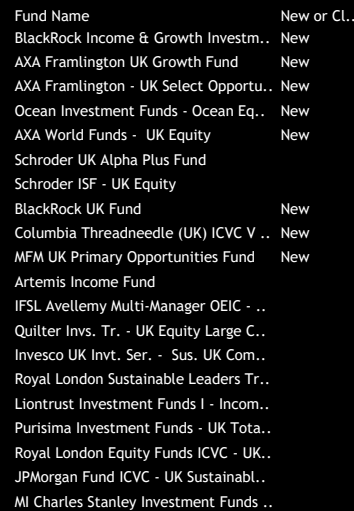 Fund Name New or Cl..
BlackRock Income & Growth Investm.. New
AXA Framlington UK Growth Fund New
AXA Framlington - UK Select Opportu.. New
Ocean Investment Funds - Ocean Eq.. New
AXA World Funds - UK Equity New
Schroder UK Alpha Plus Fund
Schroder ISF - UK Equity
BlackRock UK Fund New
Columbia Threadneedle (UK) ICVC V .. New
MFM UK Primary Opportunities Fund New
Artemis Income Fund
IFSL Avellemy Multi-Manager OEIC - ..
Quilter Invs. Tr. - UK Equity Large C..
Invesco UK Invt. Ser. - Sus. UK Com..
Royal London Sustainable Leaders Tr..
Liontrust Investment Funds I - Incom..
Purisima Investment Funds - UK Tota..
Royal London Equity Funds ICVC - UK..
JPMorgan Fund ICVC - UK Sustainabl..
MI Charles Stanley Investment Funds ..